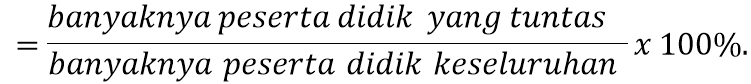 = banyaknya peserta didik yang tuntas
banyaknya peserta didik keseluruhan x 100%.